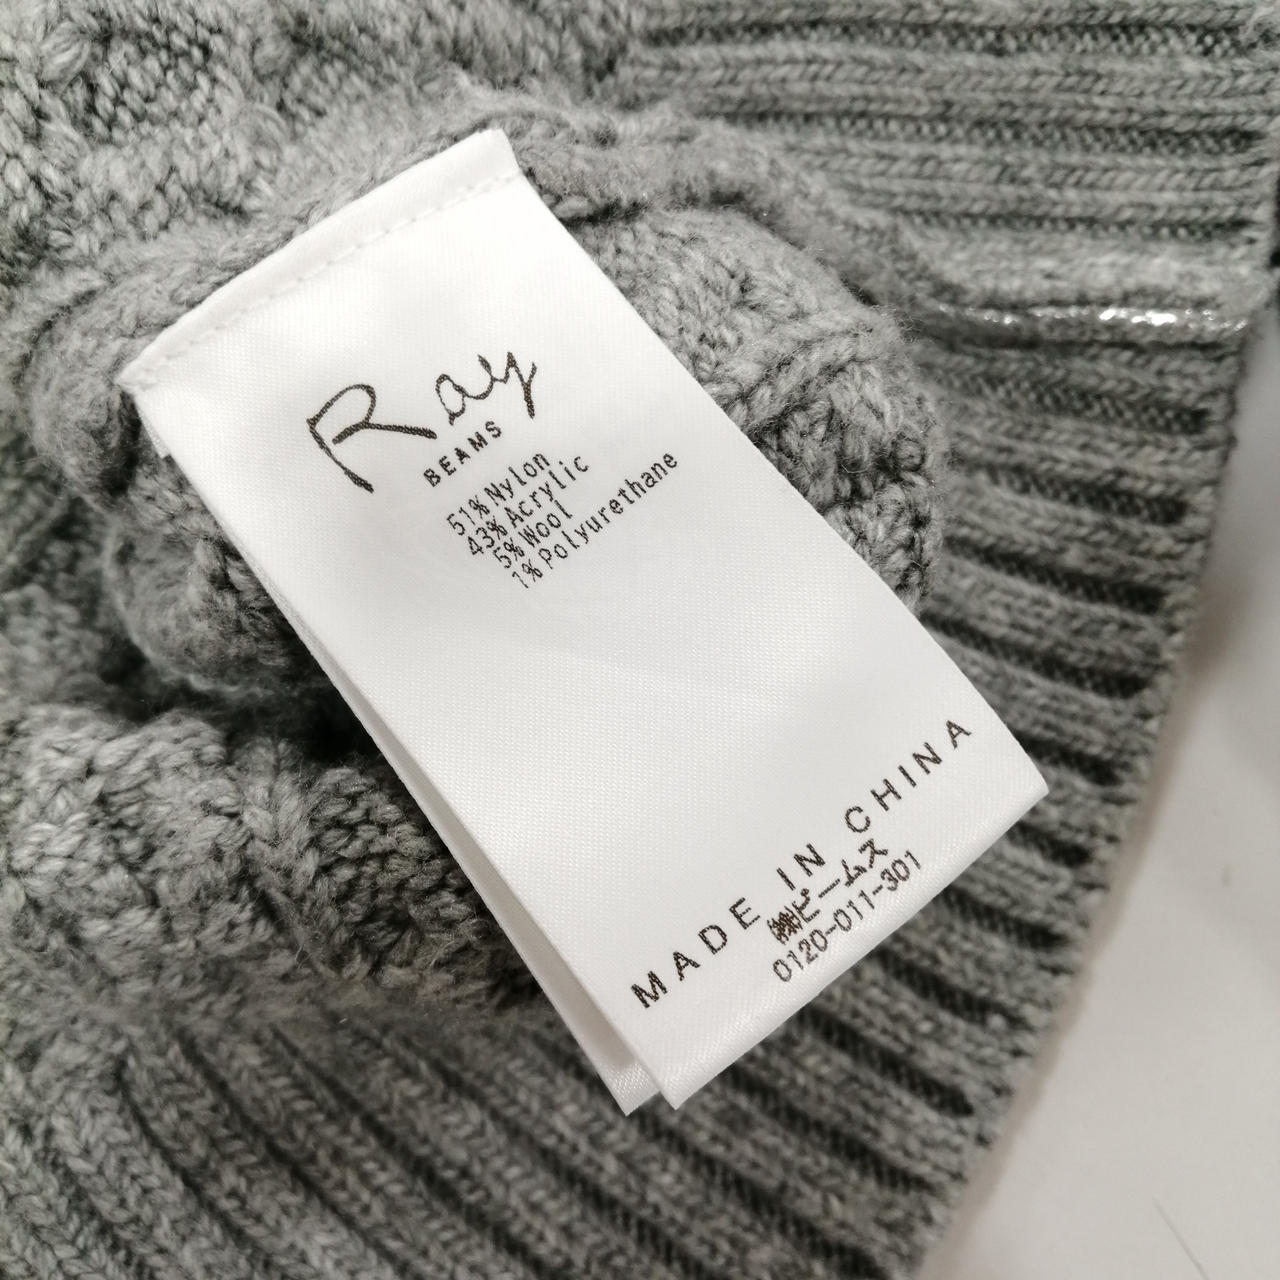 Ray
BEAMS
51% Nylon
43% Acrylic
5% Wool
1% Polyurethane
MADE IN CHINA
㈱ビームス
0120-011-301